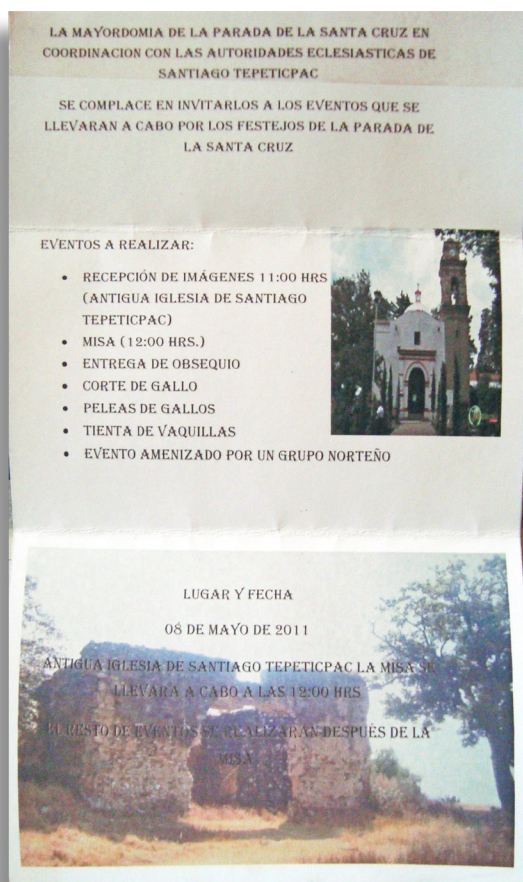 LA MAYORDOMIA DE LA PARADA DE LA SANTA CRUZ EN
COORDINACION CON LAS AUTORIDADES ECLESIASTICAS DE
SANTIAGO TEPETICPAC
SE COMPLACE EN INVITARLOS A LOS EVENTOS QUE SE
LLEVARAN A CABO POR LOS FESTEJOS DE LA PARADA DE
LA SANTA CRUZ
EVENTOS A REALIZAR:
• RECEPCIÓN DE IMÁGENES 11:00 HRS
(ANTIGUA IGLESIA DE SANTIAGO
TEPETICPAC)
• MISA (12:00 HRS.)
• ENTREGA DE OBSEQUIO
• CORTE DE GALLO
• PELEAS DE GALLOS
• TIENTA DE VAQUILLAS
• EVENTO AMENIZADO POR UN GRUPO NORTEÑO
LUGAR Y FECHA
08 DE MAYO DE 2011
ANTIGUA IGLESIA DE SANTIAGO TEPETICPAC LA MISA SE
LLEVARA A CABO A LAS 12:00 HRS
EL RESTO DE EVENTOS SE REALIZARAN DESPUÉS DE LA
MISA